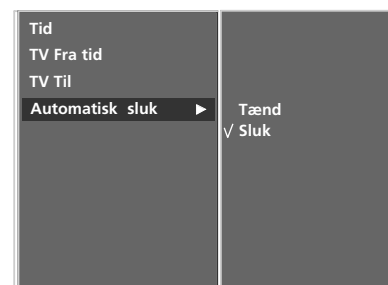 Tid
TV Fra tid
TV Til
Automatisk sluk ▶
Tænd
√ Sluk